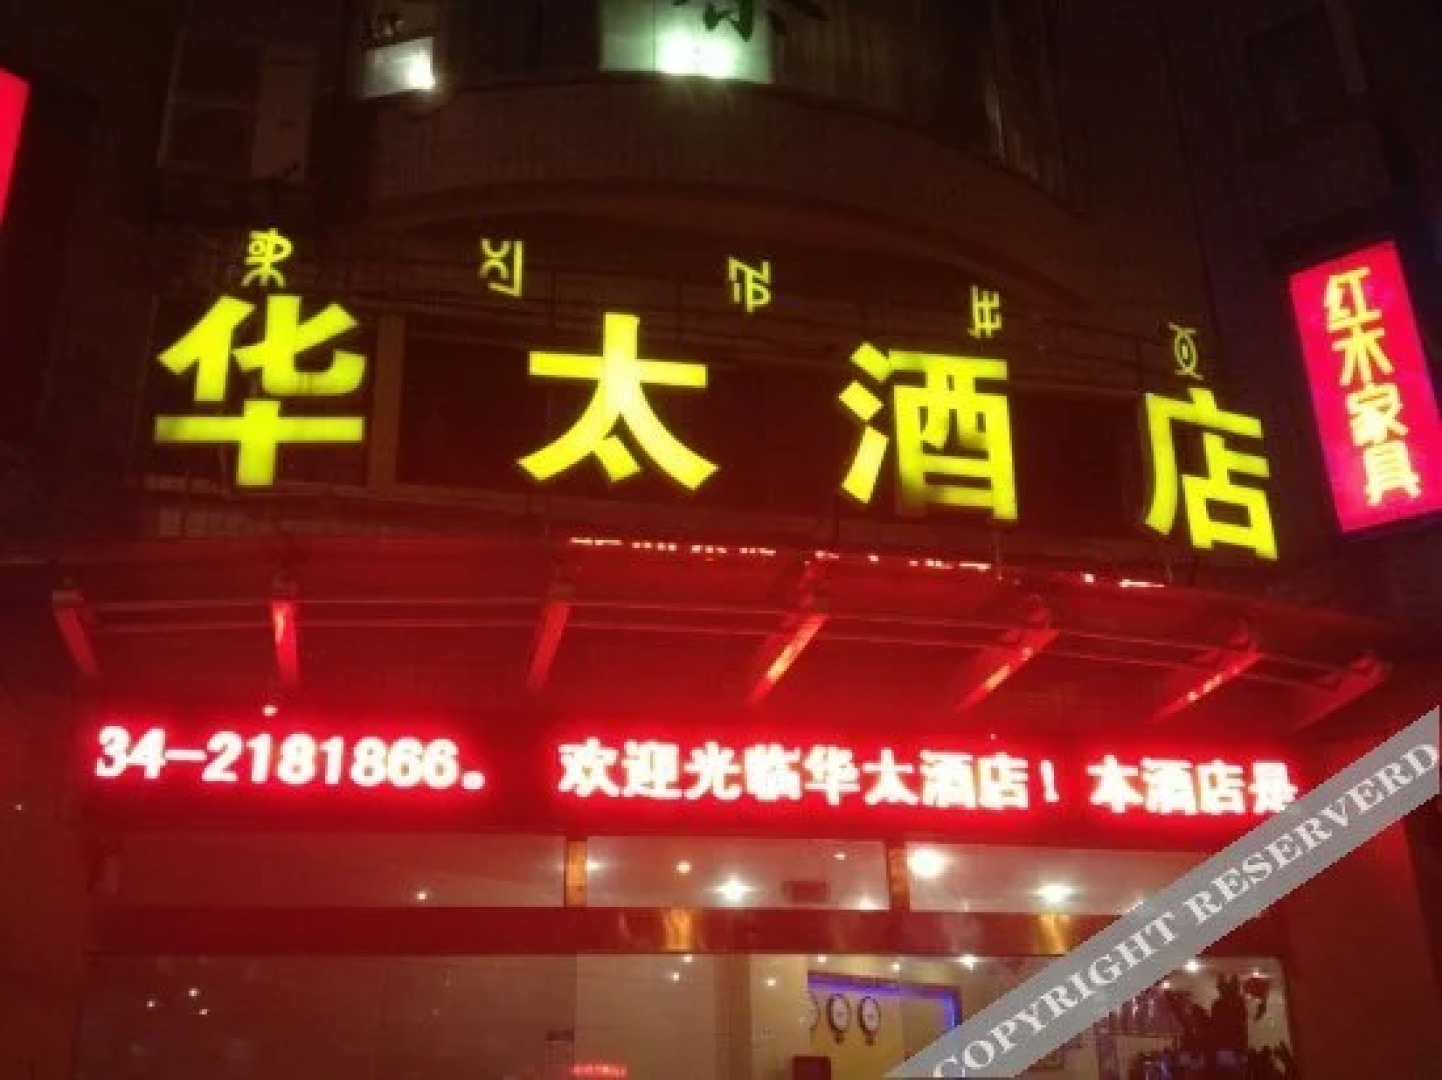 华太酒店
红木家具
34-2181866。 欢迎光临华太酒店！本酒店是
COPYRIGHT RESERVERD